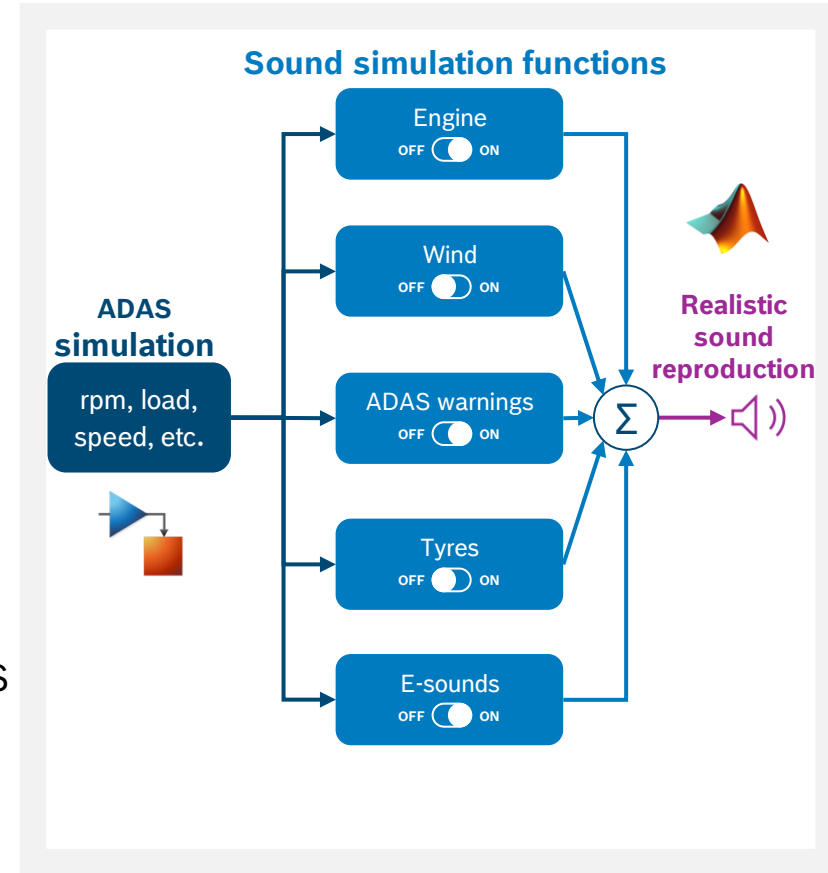 Sound simulation functions
Engine
OFF ON
Wind
OFF ON
ADAS
simulation
rpm, load,
speed, etc.
ADAS warnings
OFF ON
Tyres
OFF ON
E-sounds
OFF ON
Σ
Realistic
sound
reproduction
S